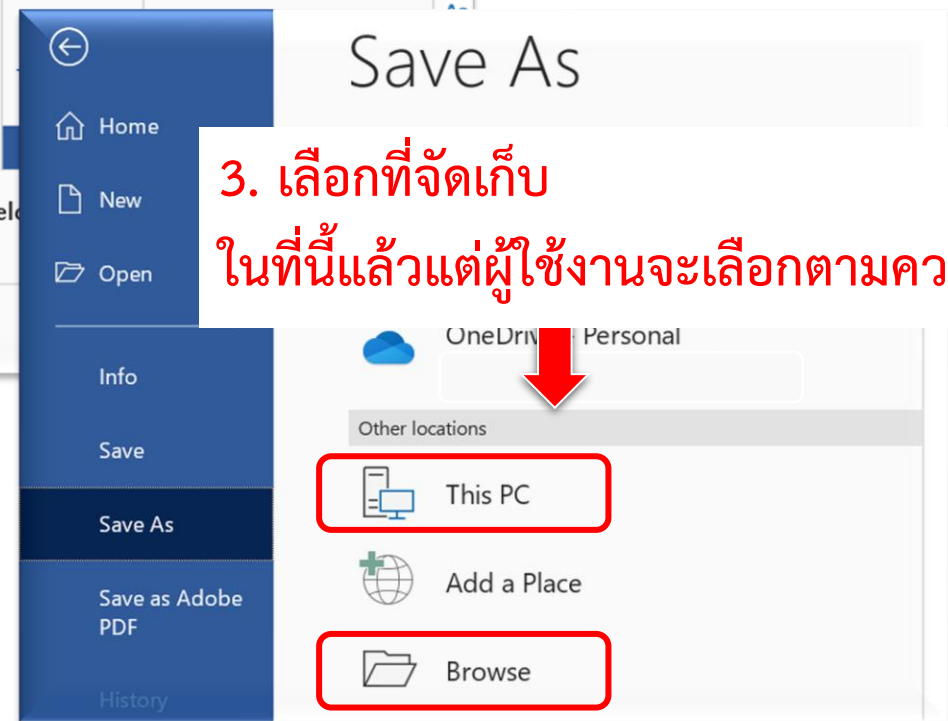 Save As
Home
3. เลือกที่จัดเก็บ
New
ในที่นี้แล้วแต่ผู้ใช้งานจะเลือกตามคว
Open
OneDrive - Personal
Info
Other locations
Save
This PC
Save As
Add a Place
Save as Adobe
PDF
Browse
History